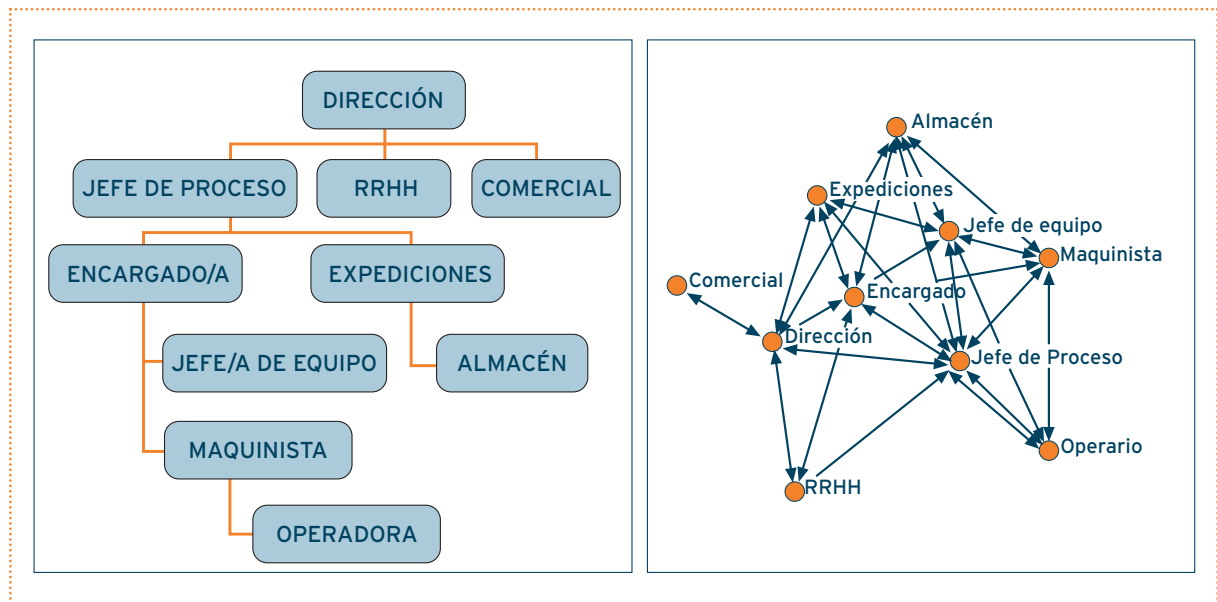 DIRECCIÓN
JEFE DE PROCESO
RRHH
COMERCIAL
ENCARGADO/A
EXPEDICIONES
JEFE/A DE EQUIPO
ALMACÉN
MAQUINISTA
OPERADORA
Almacén
Expediciones
Jefe de equipo
Maquinista
Comercial
Encargado
Dirección
Jefe de Proceso
Operario
RRHH